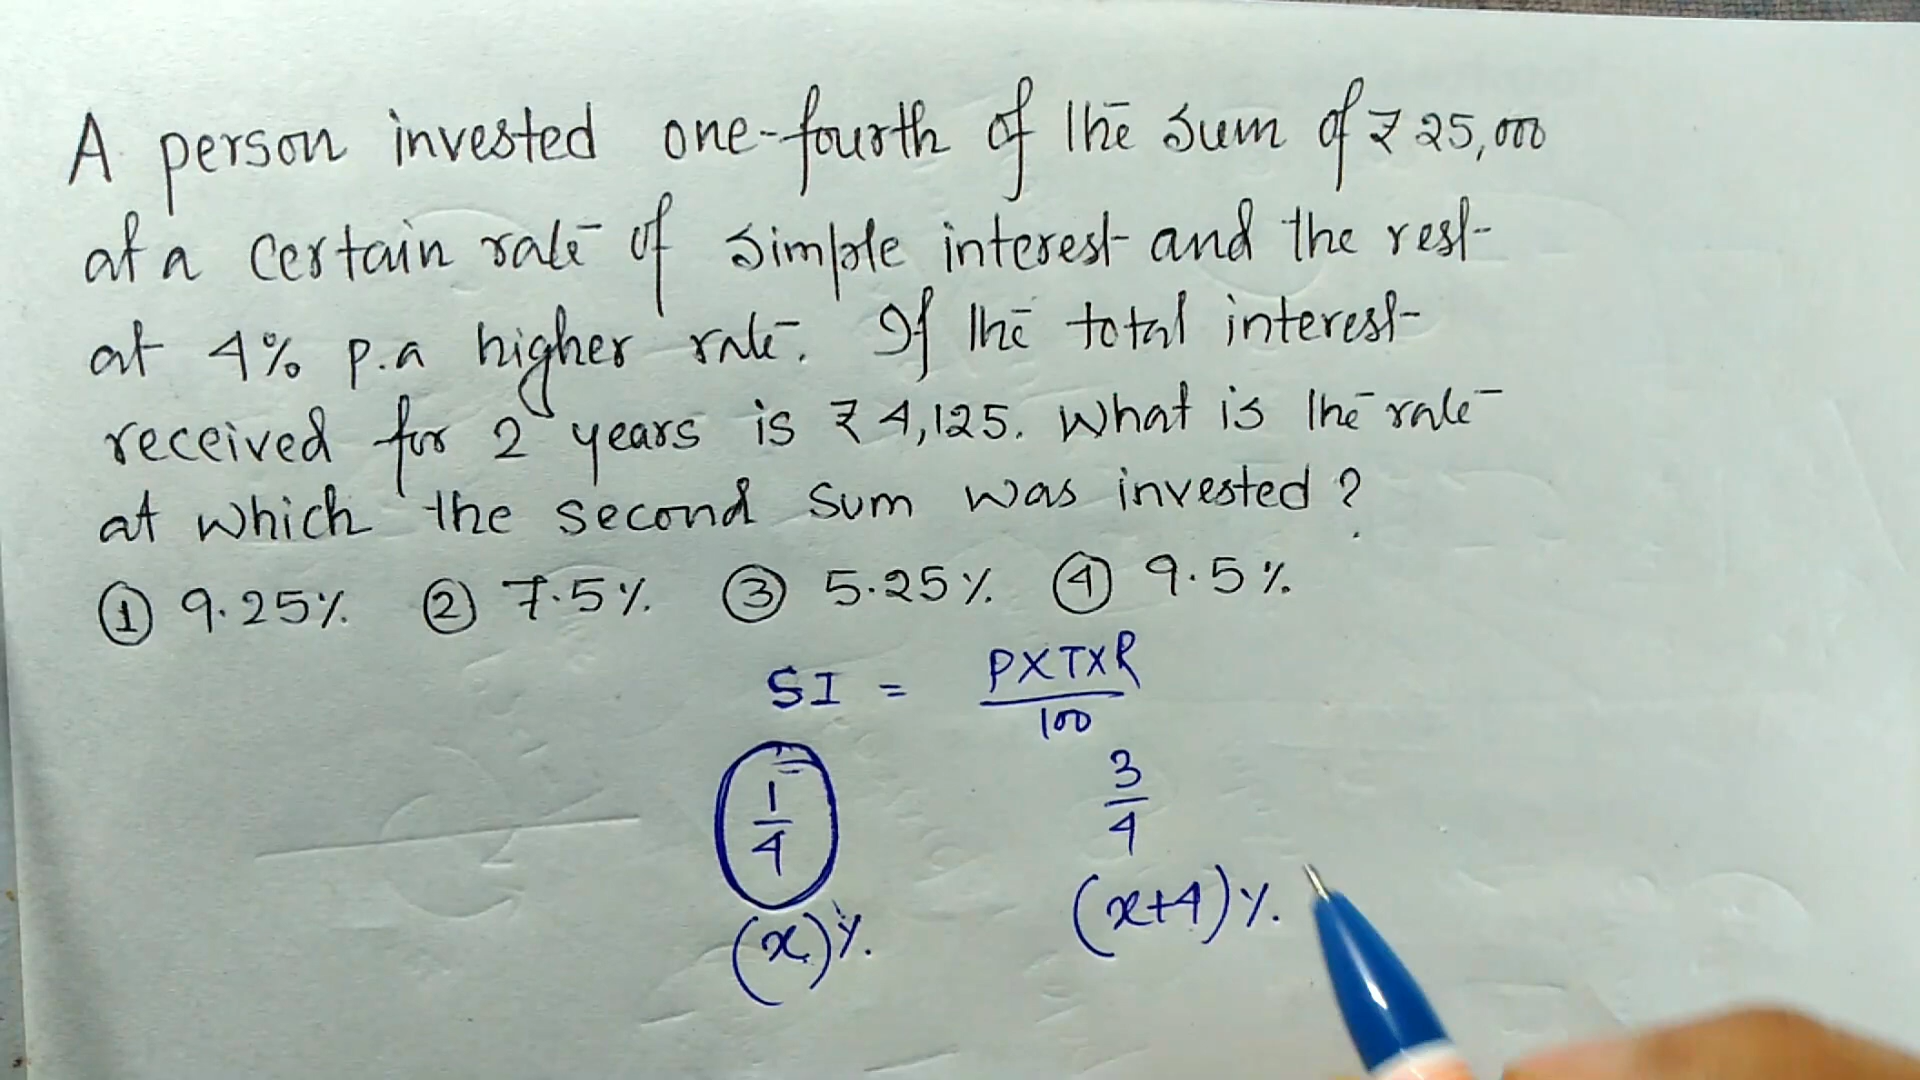 A person invested one-fourth of the sum of ₹ 25,000
at a certain rate of simple interest and the rest
at 4% p.a higher rate. If the total interest
received for 2 years is ₹ 4,125. What is the rate
at which the second sum was invested ?
① 9.25% ② 7.5% ③ 5.25% ④ 9.5%
SI = PXTXR/100
1/4 3/4
(x)% (x+4)%